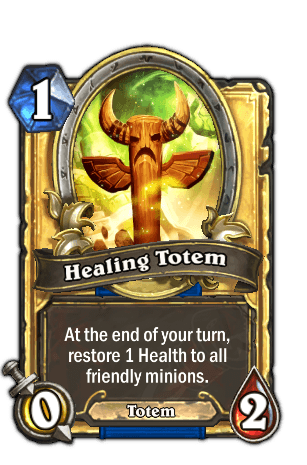 1
Healing Totem
At the end of your turn,
restore 1 Health to all
friendly minions.
Totem
0
2